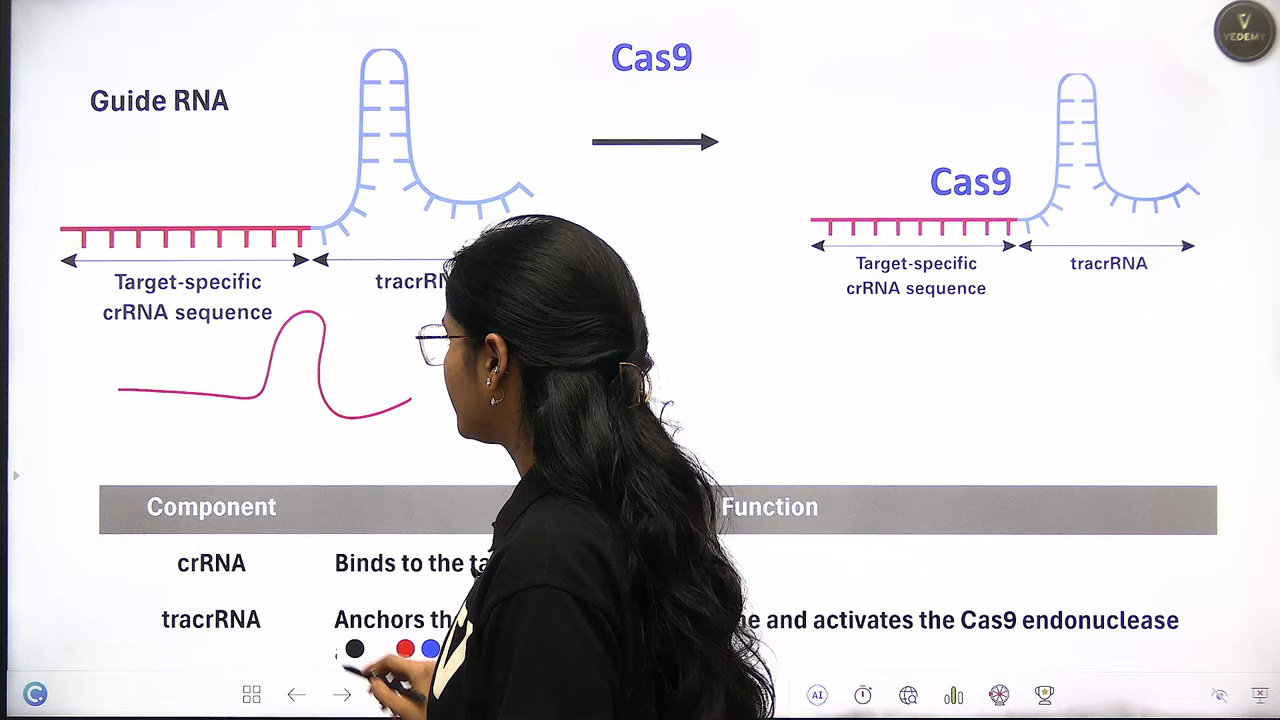 VEDEMY
Cas9
Guide RNA
Cas9
Target-specific
crRNA sequence
tracrRN
Target-specific
crRNA sequence
tracrRNA
Component
Function
crRNA
Binds to the ta
tracrRNA
Anchors th
e and activates the Cas9 endonuclease
AI